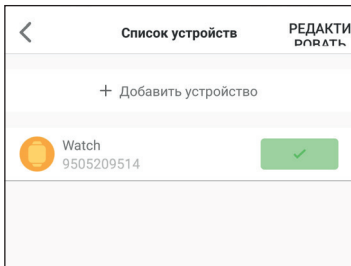 Список устройств
РЕДАКТИ
РОВАТЬ
+ Добавить устройство
Watch
9505209514